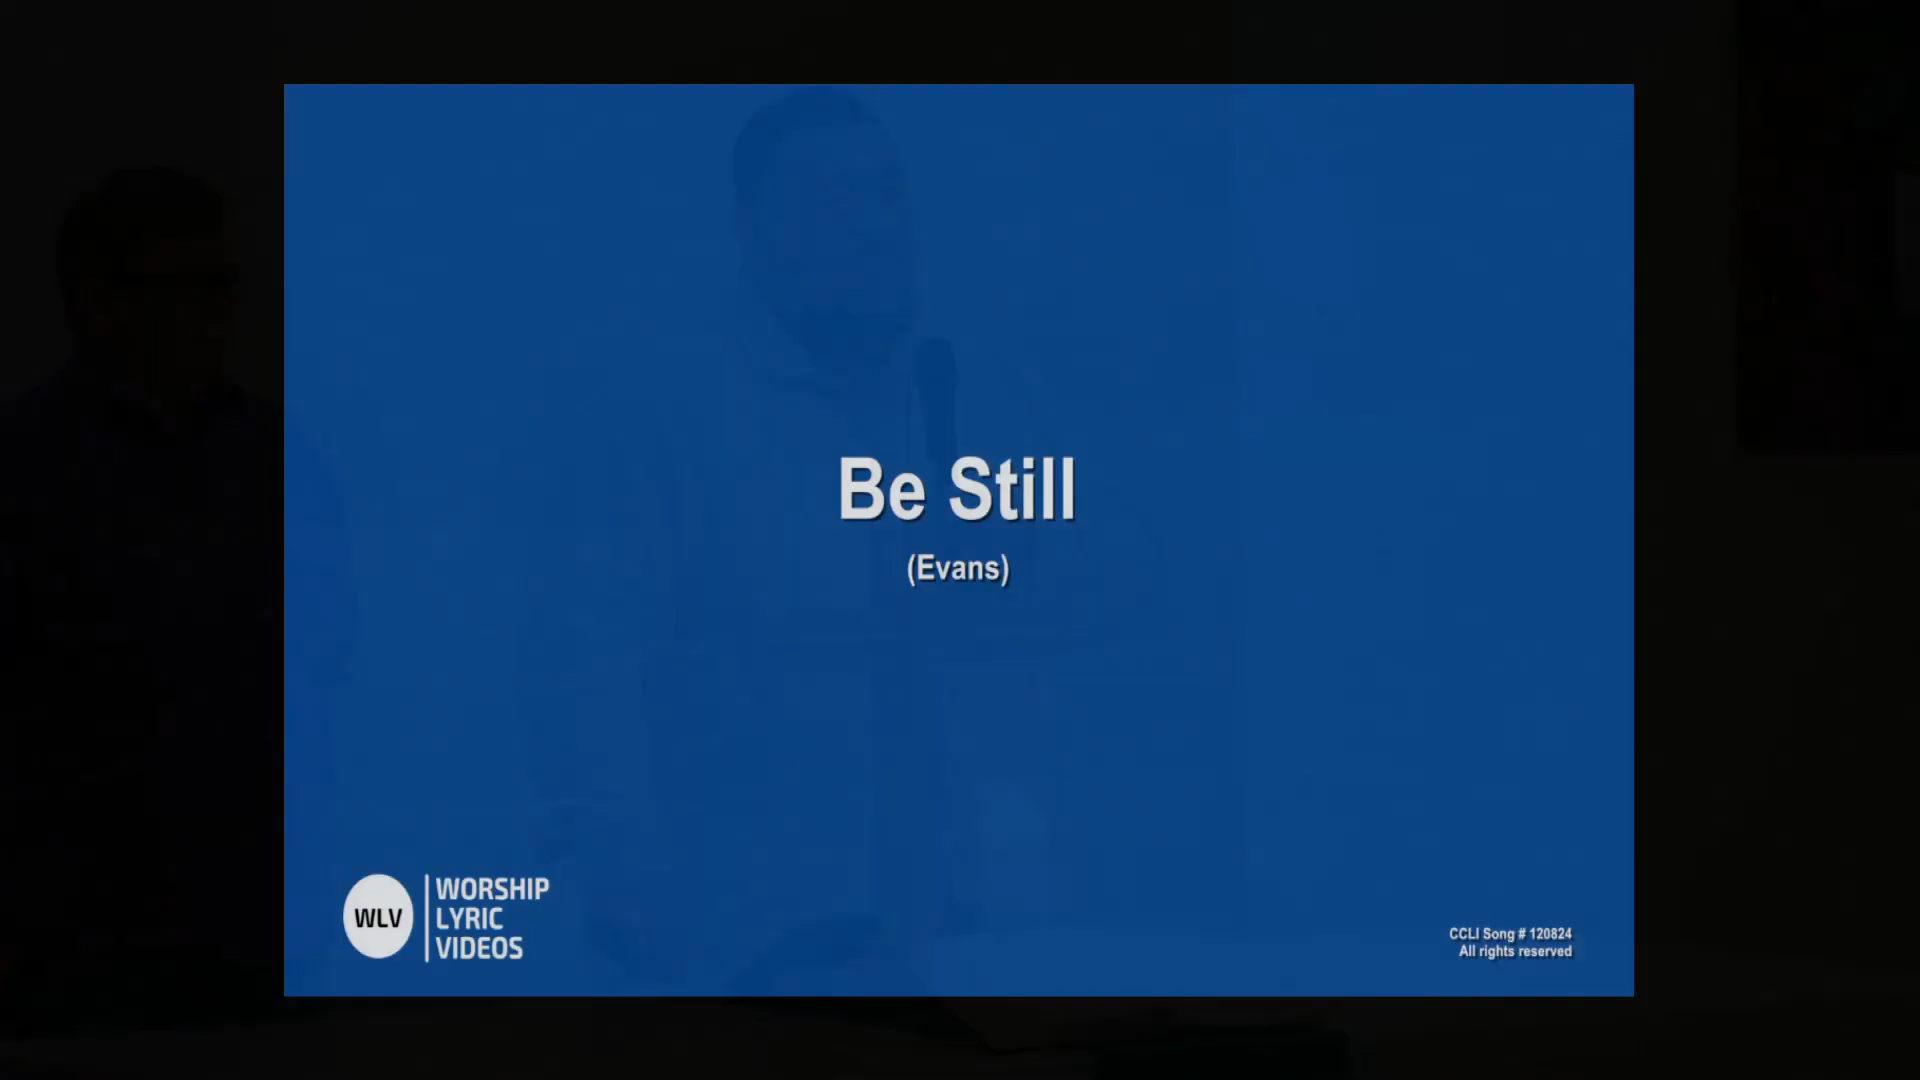 Be Still
(Evans)
WLV
WORSHIP
LYRIC
VIDEOS
CCLI Song # 120824
All rights reserved